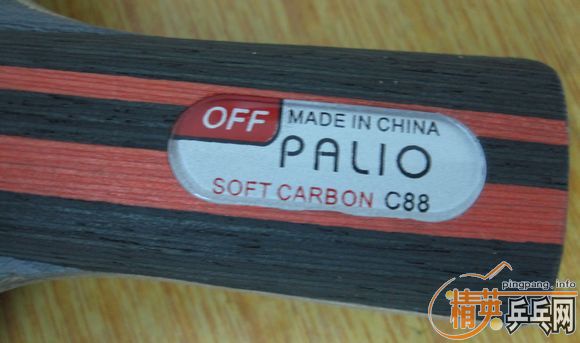 OFF
MADE IN CHINA
PALIO
SOFT CARBON C88
pingpang.info
精英乒乓网